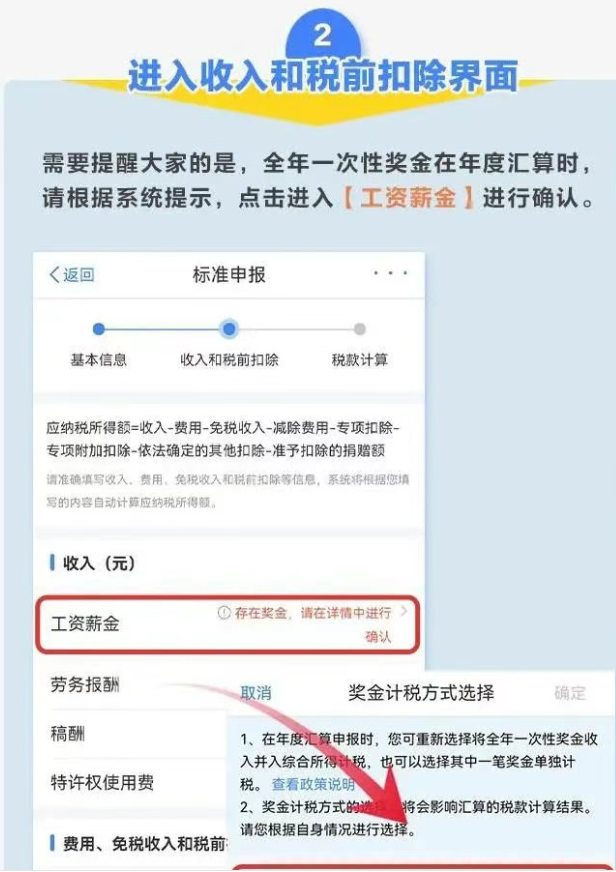 2
进入收入和税前扣除界面
需要提醒大家的是，全年一次性奖金在年度汇算时，
请根据系统提示，点击进入【工资薪金】进行确认。
返回
标准申报
基本信息
收入和税前扣除
税款计算
应纳税所得额=收入-费用-免税收入-减除费用-专项扣除-
专项附加扣除-依法确定的其他扣除-准予扣除的捐赠额
请准确填写收入、费用、免税收入和税前扣除等信息，系统将根据您填
写的内容自动计算应纳税所得额。
收入（元）
工资薪金
存在奖金，请在详情中进行
确认
劳务报酬
稿酬
特许权使用费
费用、免税收入和税前
取消
奖金计税方式选择
确定
1、在年度汇算申报时，您可重新选择将全年一次性奖金收
入并入综合所得计税，也可以选择其中一笔奖金单独计
税。查看政策说明
2、奖金计税方式的选择，将会影响汇算的税款计算结果。
请您根据自身情况进行选择。